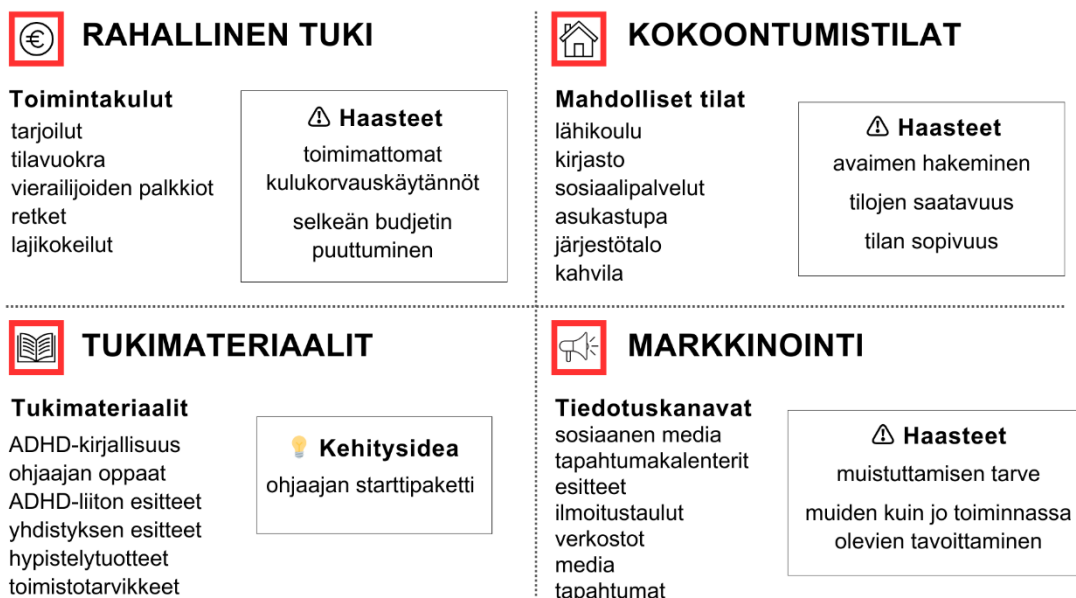 RAHALLINEN TUKI
Toimintakulut
tarjoilut
tilavuokra
vierailijoiden palkkiot
retket
lajikokeilut
Haasteet
toimimattomat
kulukorvauskäytännöt
selkeän budjetin
puuttuminen
KOKOONTUMISTILAT
Mahdolliset tilat
lähikoulu
kirjasto
sosiaalipalvelut
asukastupa
järjestötalo
kahvila
Haasteet
avaimen hakeminen
tilojen saatavuus
tilan sopivuus
TUKIMATERIAALIT
Tukimateriaalit
ADHD-kirjallisuus
ohjaajan oppaat
ADHD-liiton esitteet
yhdistyksen esitteet
hypistelytuotteet
toimistotarvikkeet
Kehitysidea
ohjaajan starttipaketti
MARKKINOINTI
Tiedotuskanavat
sosiaanen media
tapahtumakalenterit
esitteet
ilmoitustaulut
verkostot
media
tapahtumat
Haasteet
muistuttamisen tarve
muiden kuin jo toiminnassa
olevien tavoittaminen